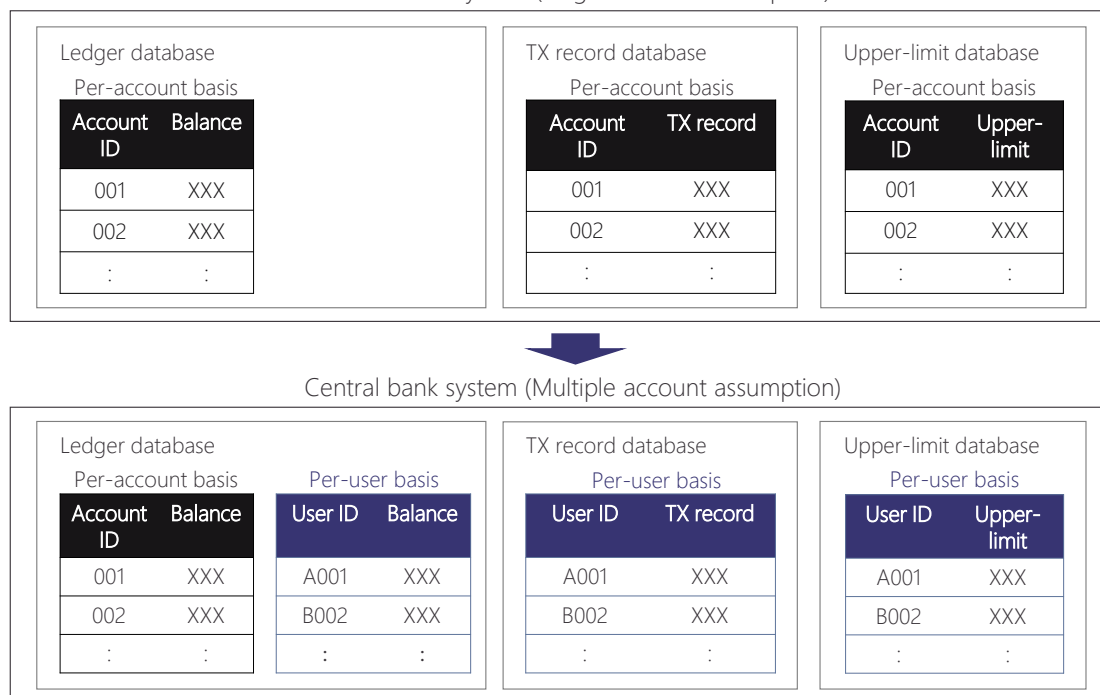 Ledger database
Per-account basis
Account ID Balance
001 XXX
002 XXX
: :
TX record database
Per-account basis
Account ID TX record
001 XXX
002 XXX
: :
Upper-limit database
Per-account basis
Account ID Upper-limit
001 XXX
002 XXX
: :
Central bank system (Multiple account assumption)
Ledger database
Per-account basis
Account ID Balance
001 XXX
002 XXX
: :
Per-user basis
User ID Balance
A001 XXX
B002 XXX
: :
TX record database
Per-user basis
User ID TX record
A001 XXX
B002 XXX
: :
Upper-limit database
Per-user basis
User ID Upper-limit
A001 XXX
B002 XXX
: :